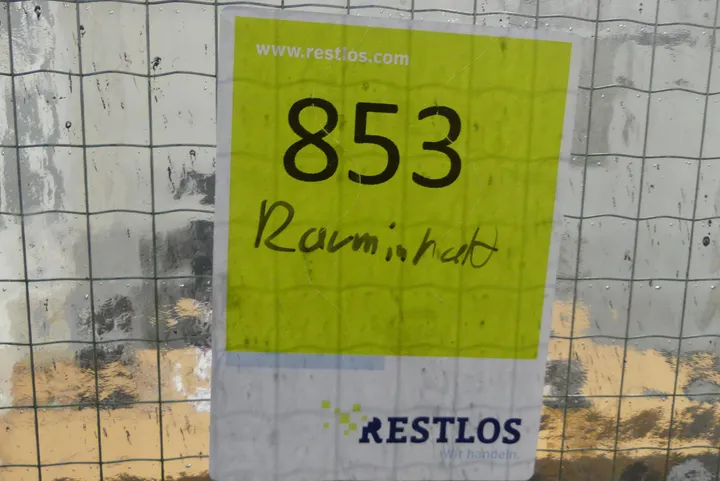 www.restlos.com
853
Rauminhalt
RESTLOS
Wir handeln.